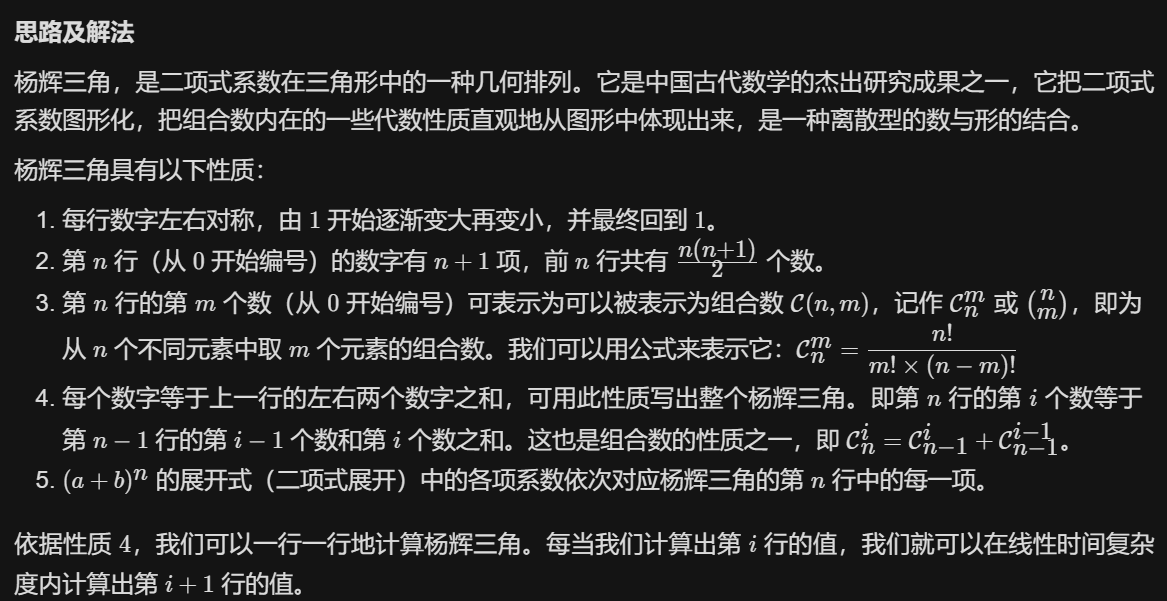 思路及解法
杨辉三角，是二项式系数在三角形中的一种几何排列。它是中国古代数学的杰出研究成果之一，它把二项式
系数图形化，把组合数内在的一些代数性质直观地从图形中体现出来，是一种离散型的数与形的结合。
杨辉三角具有以下性质：
1. 每行数字左右对称，由 1 开始逐渐变大再变小，并最终回到 1。
2. 第 n 行（从 0 开始编号）的数字有 n + 1 项，前 n 行共有 $\frac{n(n+1)}{2}$ 个数。
3. 第 n 行的第 m 个数（从 0 开始编号）可表示为可以被表示为组合数 $\mathcal{C}(n, m)$，记作 $\mathcal{C}_n^m$ 或 $\binom{n}{m}$，即为
从 n 个不同元素中取 m 个元素的组合数。我们可以用公式来表示它：$\mathcal{C}_n^m = \frac{n!}{m! \times (n-m)!}$
4. 每个数字等于上一行的左右两个数字之和，可用此性质写出整个杨辉三角。即第 n 行的第 i 个数等于
第 n − 1 行的第 i − 1 个数和第 i 个数之和。这也是组合数的性质之一，即 $\mathcal{C}_n^i = \mathcal{C}_{n-1}^i + \mathcal{C}_{n-1}^{i-1}$。
5. $(a + b)^n$ 的展开式（二项式展开）中的各项系数依次对应杨辉三角的第 n 行中的每一项。
依据性质 4，我们可以一行一行地计算杨辉三角。每当我们计算出第 i 行的值，我们就可以在线性时间复杂
度内计算出第 i + 1 行的值。